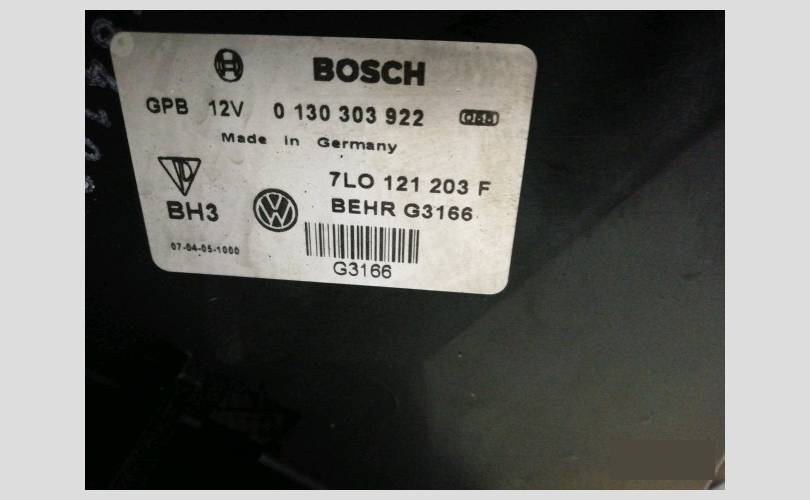 BOSCH
GPB 12V 0 130 303 922
Made in Germany
7LO 121 203 F
BH3 BEHR G3166
07-04-05-1000
G3166